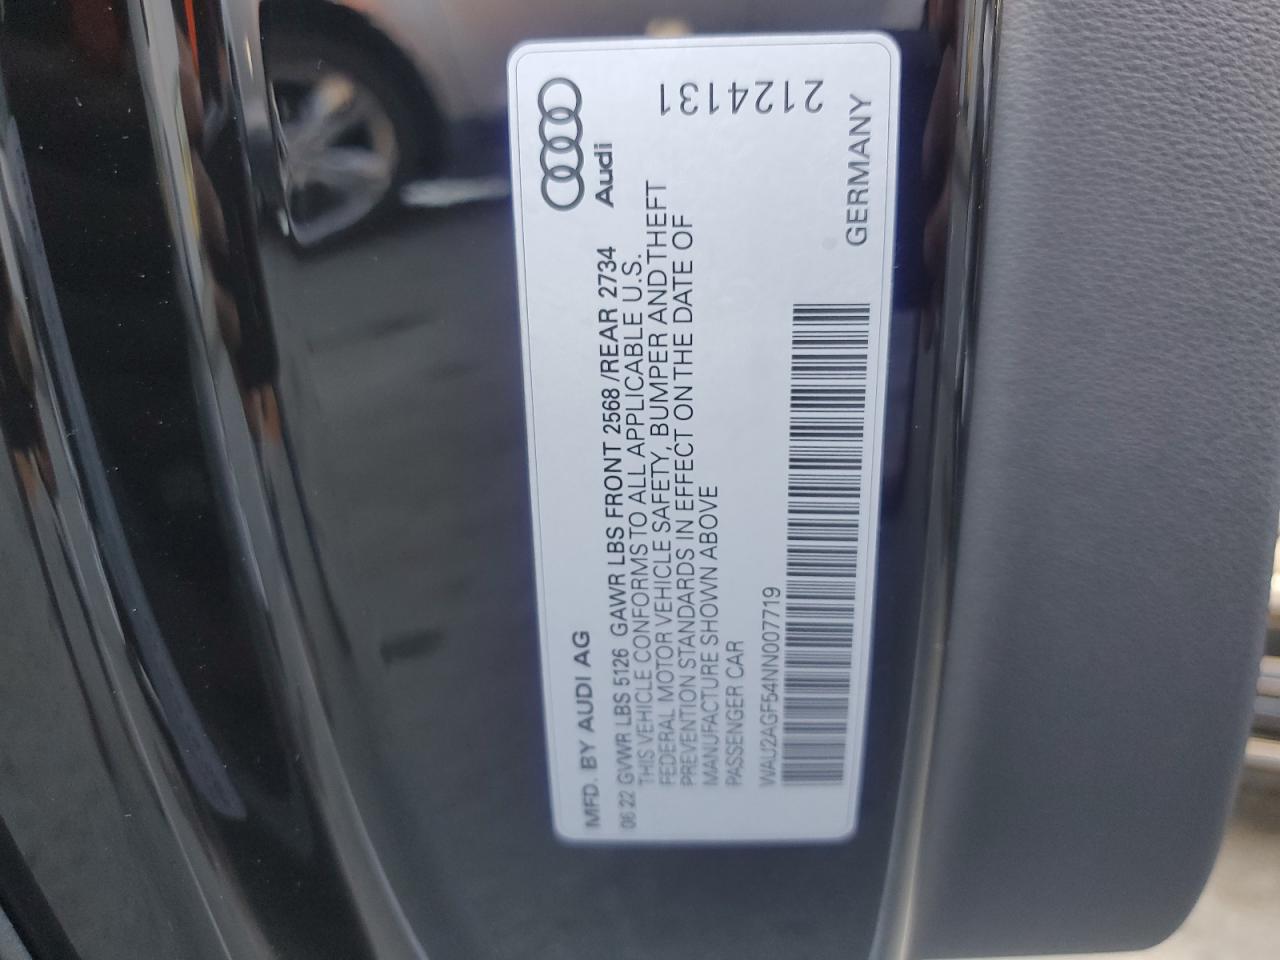 MFD. BY AUDI AG
Audi
06 22 GVWR LBS 5126 GAWR LBS FRONT 2568/REAR 2734
THIS VEHICLE CONFORMS TO ALL APPLICABLE U.S.
FEDERAL MOTOR VEHICLE SAFETY, BUMPER AND THEFT
PREVENTION STANDARDS IN EFFECT ON THE DATE OF
MANUFACTURE SHOWN ABOVE
PASSENGER CAR
WAU2AGF54NN007719
2124131
GERMANY